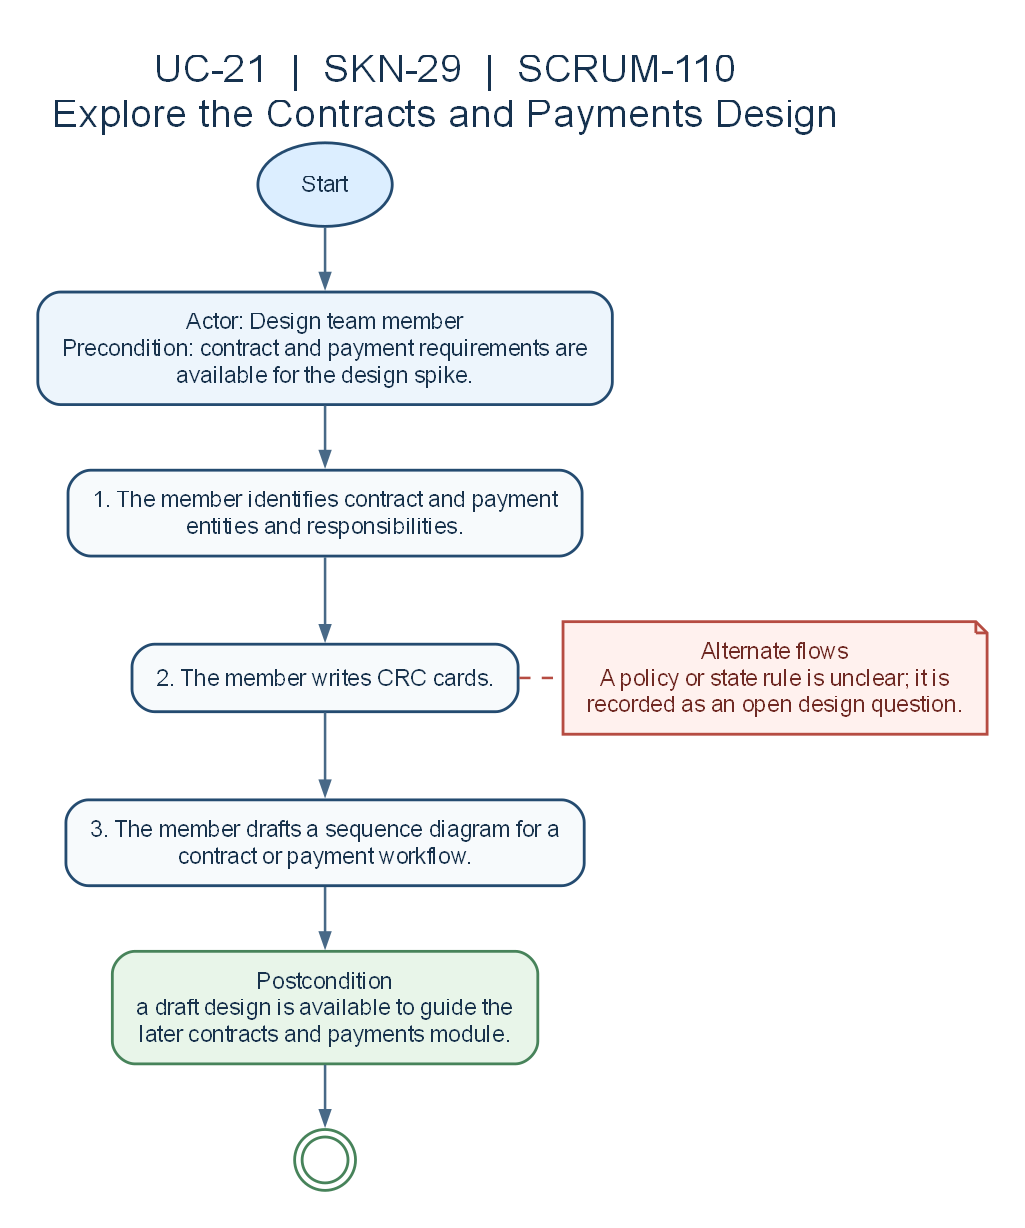 UC-21 | SKN-29 | SCRUM-110
Explore the Contracts and Payments Design
Start
Actor: Design team member
Precondition: contract and payment requirements are
available for the design spike.
1. The member identifies contract and payment
entities and responsibilities.
2. The member writes CRC cards.
Alternate flows
A policy or state rule is unclear; it is
recorded as an open design question.
3. The member drafts a sequence diagram for a
contract or payment workflow.
Postcondition
a draft design is available to guide the
later contracts and payments module.